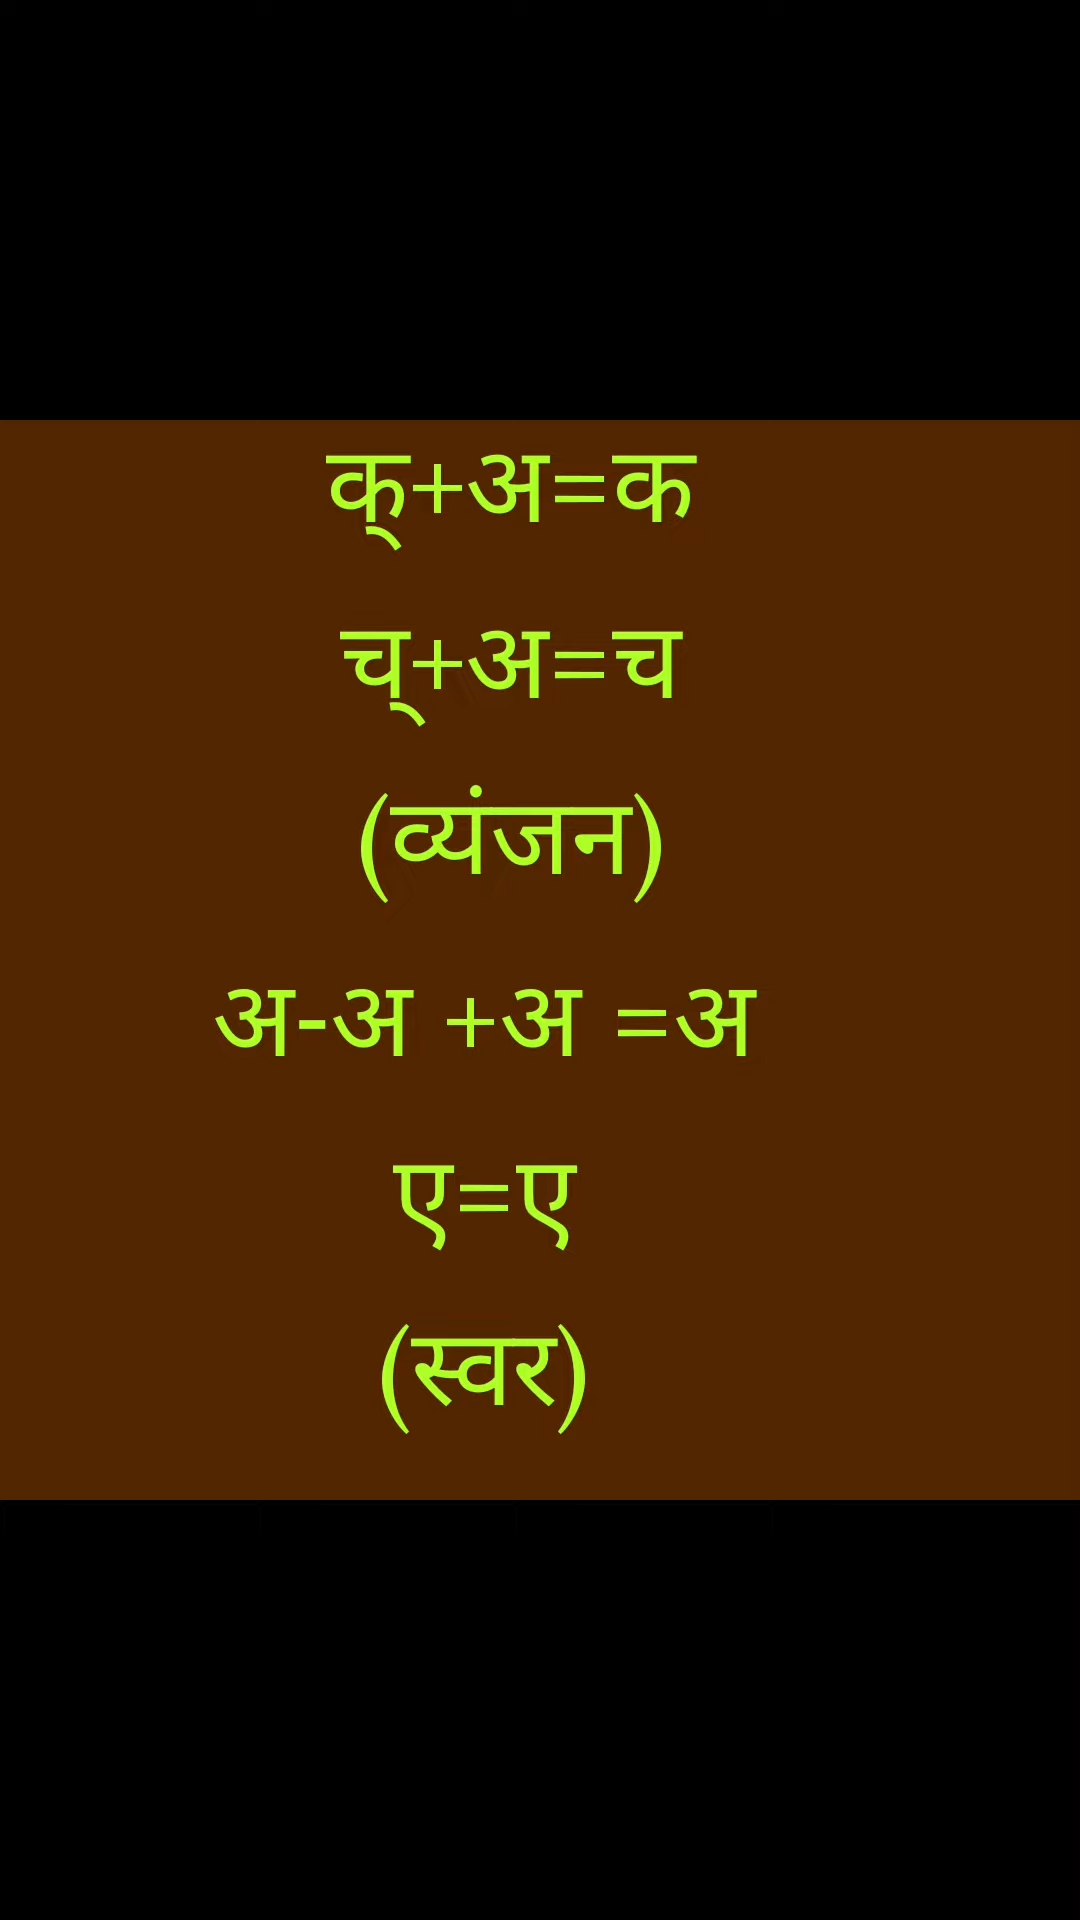 क्+अ=क
च्+अ=च
(व्यंजन)
अ-अ +अ =अ
ए=ए
(स्वर)